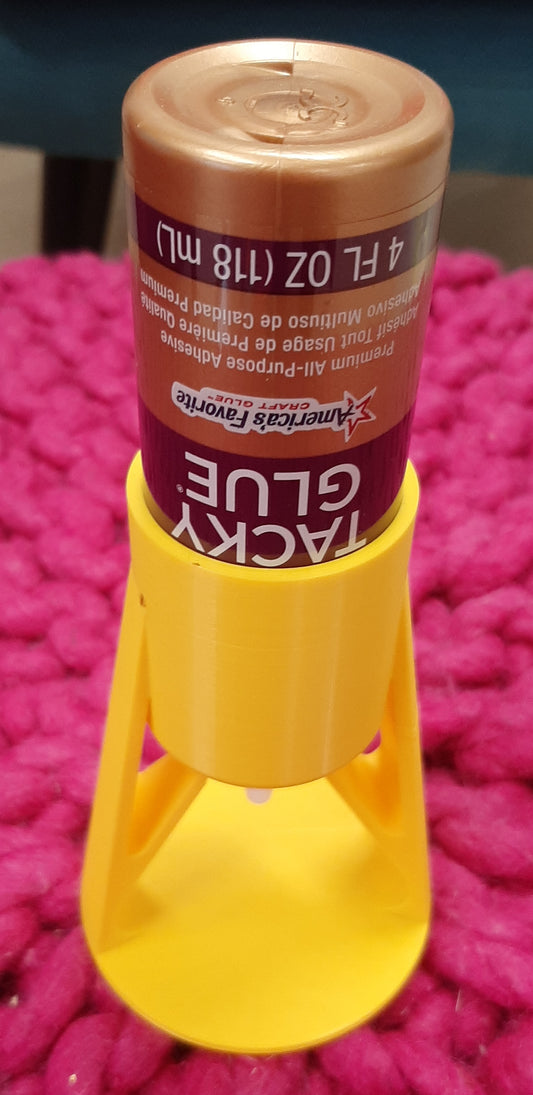 TACKY
GLUE®
America's Favorite
CRAFT GLUE™
Premium All-Purpose Adhesive
Adhésif Tout Usage de Première Qualité
Adhesivo Multiuso de Calidad Premium
4 FL OZ (118 mL)